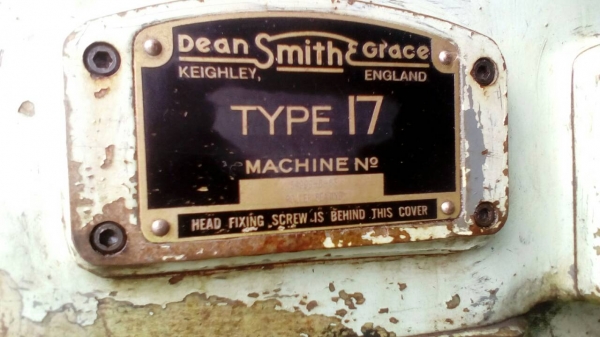 Dean Smith & Grace
KEIGHLEY, ENGLAND
TYPE 17
MACHINE No
HEAD FIXING SCREW IS BEHIND THIS COVER